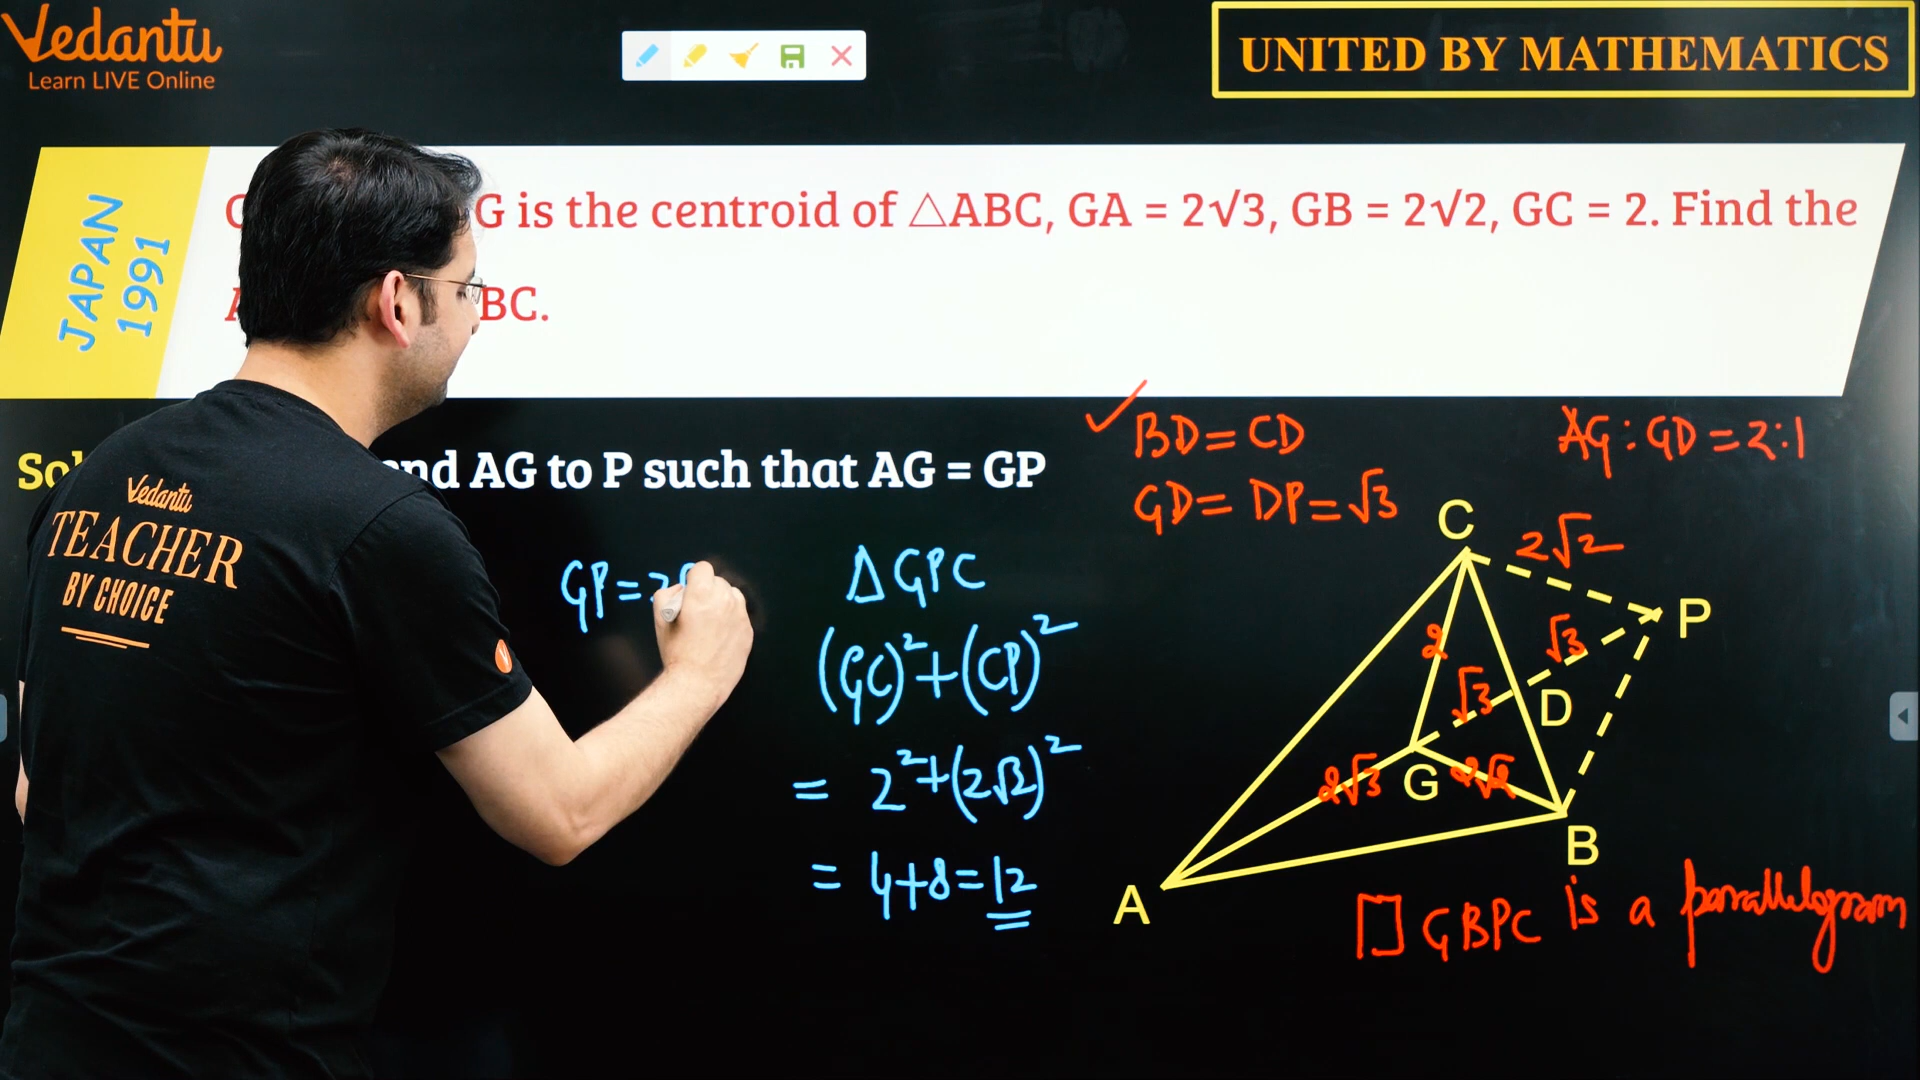 Vedantu
Learn LIVE Online
UNITED BY MATHEMATICS
JAPAN
1991
G is the centroid of △ABC, GA = 2√3, GB = 2√2, GC = 2. Find the
BC.
AG to P such that AG = GP
BD = CD
GD = DP = √3
AG : GD = 2:1
GP = 2
△ GPC
(GC)² + (CP)²
= 2² + (2√2)²
= 4+8 = 12
C
2√2
P
2
√3
√3
D
G
2√3
2√2
B
A
□ GBPC is a parallelogram
Vedantu
TEACHER
BY CHOICE